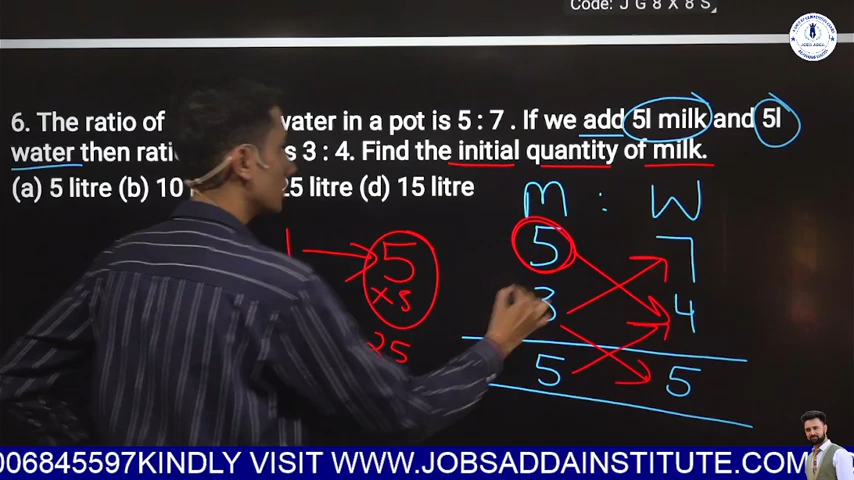 Code: J G 8 X 8 S
6. The ratio of water in a pot is 5 : 7 . If we add 5l milk and 5l
water then rati s 3 : 4. Find the initial quantity of milk.
(a) 5 litre (b) 10 25 litre (d) 15 litre
M : W
5 7
3 4
5 5
1 → 5
×5
25
006845597KINDLY VISIT WWW.JOBSADDAINSTITUTE.COM